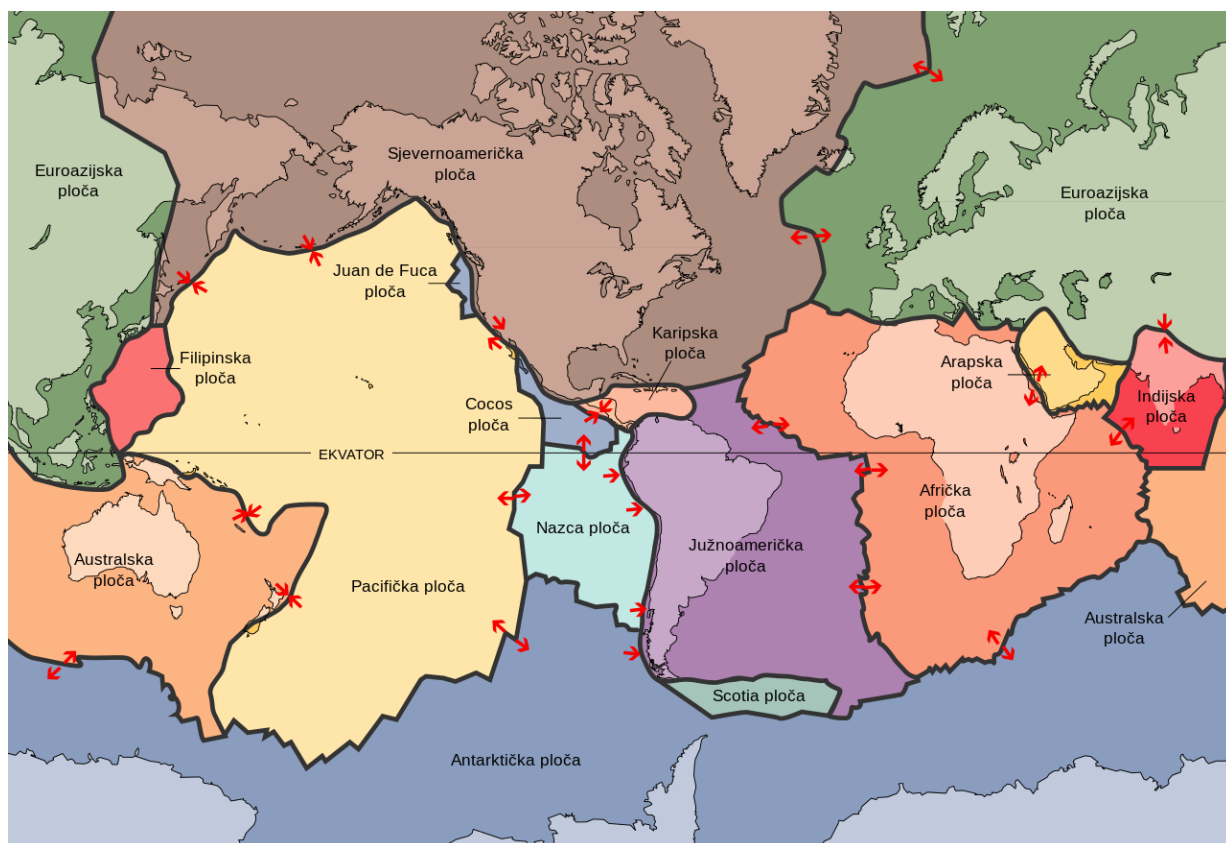 Euroazijska
ploča
Sjevernoamerička
ploča
Euroazijska
ploča
Juan de Fuca
ploča
Karipska
ploča
Filipinska
ploča
Arapska
ploča
Cocos
ploča
Indijska
ploča
EKVATOR
Afrička
ploča
Nazca ploča
Južnoamerička
ploča
Australska
ploča
Pacifička ploča
Australska
ploča
Scotia ploča
Antarktička ploča